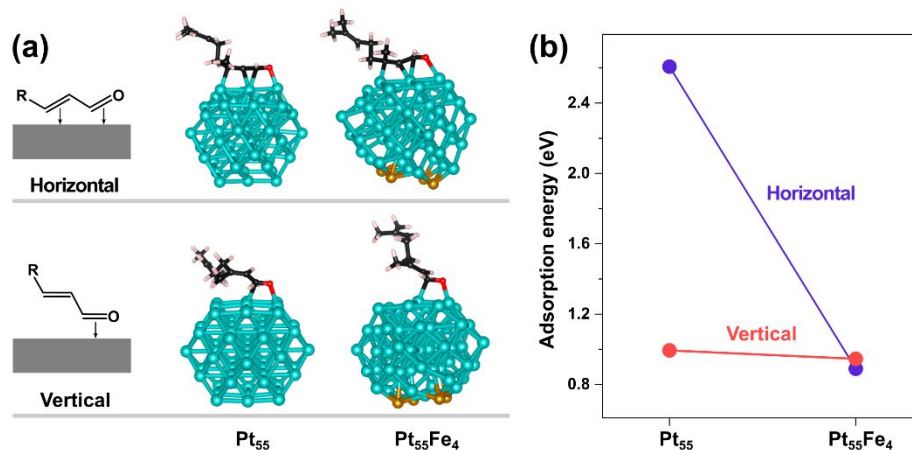 (a)
R
O
Horizontal
R
O
Vertical
Pt₅₅
Pt₅₅Fe₄
(b)
Adsorption energy (eV)
2.4
2.0
1.6
1.2
0.8
Horizontal
Vertical
Pt₅₅
Pt₅₅Fe₄